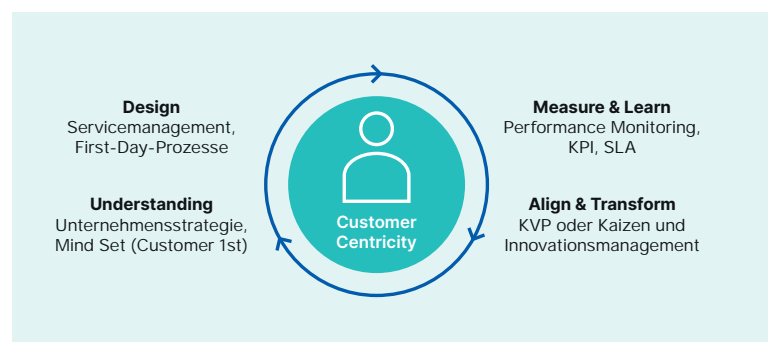 Design
Servicemanagement,
First-Day-Prozesse
Understanding
Unternehmensstrategie,
Mind Set (Customer 1st)
Customer
Centricity
Measure & Learn
Performance Monitoring,
KPI, SLA
Align & Transform
KVP oder Kaizen und
Innovationsmanagement